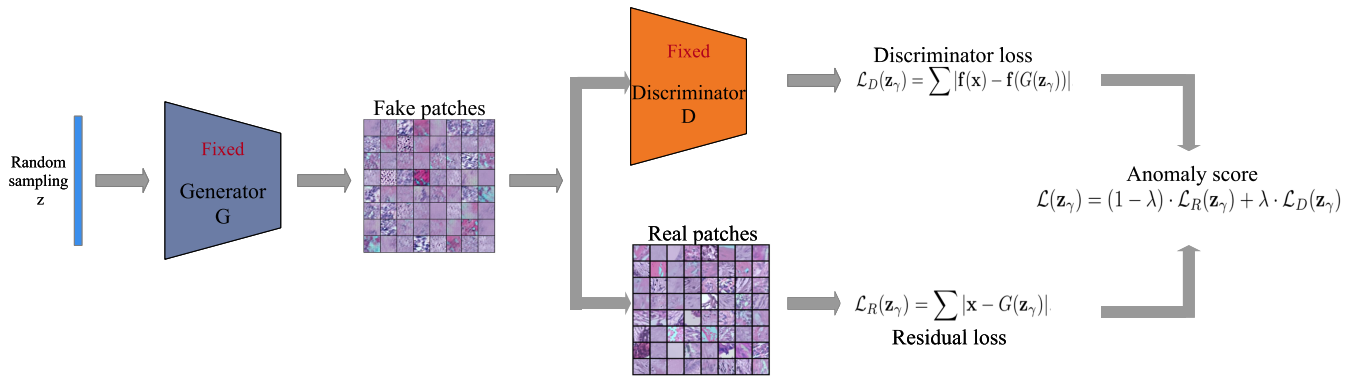 Random
sampling
z
Fixed
Generator
G
Fake patches
Fixed
Discriminator
D
Discriminator loss
ℒ_D(𝐳_γ) = ∑ |𝐟(𝐱) − 𝐟(G(𝐳_γ))|
Real patches
ℒ_R(𝐳_γ) = ∑ |𝐱 − G(𝐳_γ)|
Residual loss
Anomaly score
ℒ(𝐳_γ) = (1 − λ) · ℒ_R(𝐳_γ) + λ · ℒ_D(𝐳_γ)